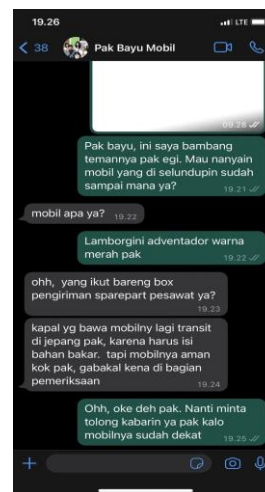 19.26
LTE
38
Pak Bayu Mobil
09.28
Pak bayu, ini saya bambang
temannya pak egi. Mau nanyain
mobil yang di selundupin sudah
sampai mana ya?
19.21
mobil apa ya?
19.22
Lamborgini adventador warna
merah pak
19.22
ohh, yang ikut bareng box
pengiriman sparepart pesawat ya?
19.23
kapal yg bawa mobilny lagi transit
di jepang pak, karena harus isi
bahan bakar. tapi mobilnya aman
kok pak, gabakal kena di bagian
pemeriksaan
19.24
Ohh, oke deh pak. Nanti minta
tolong kabarin ya pak kalo
mobilnya sudah dekat
19.25